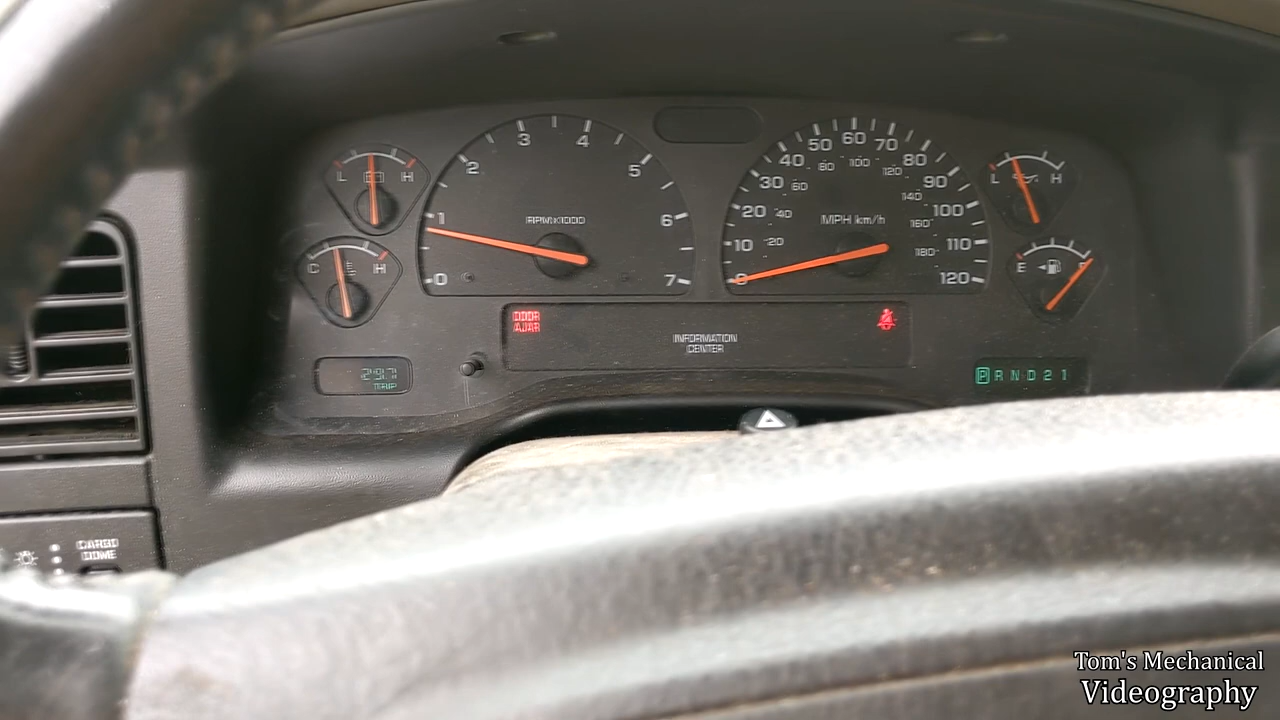 L H
C H
0 1 2 3 4 5 6 7
RPMx1000
0 10 20 30 40 50 60 70 80 90 100 110 120
20 40 60 80 100 120 140 160 180
MPH km/h
L H
E
DOOR
AJAR
INFORMATION
CENTER
TRIP
P R N D 2 1
CARGO
DOME
Tom's Mechanical
Videography